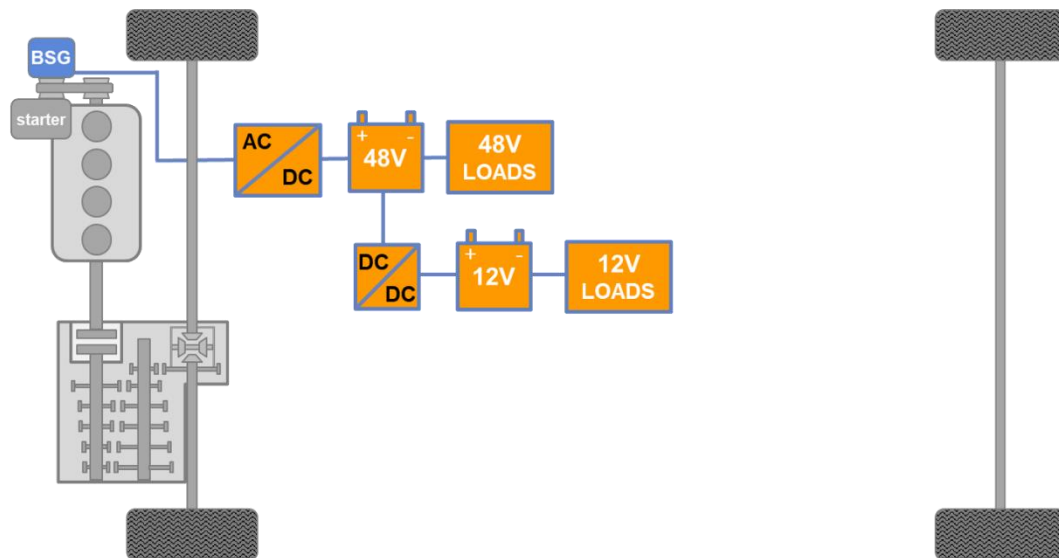 BSG
starter
AC
DC
+ -
48V
48V
LOADS
DC
DC
+ -
12V
12V
LOADS